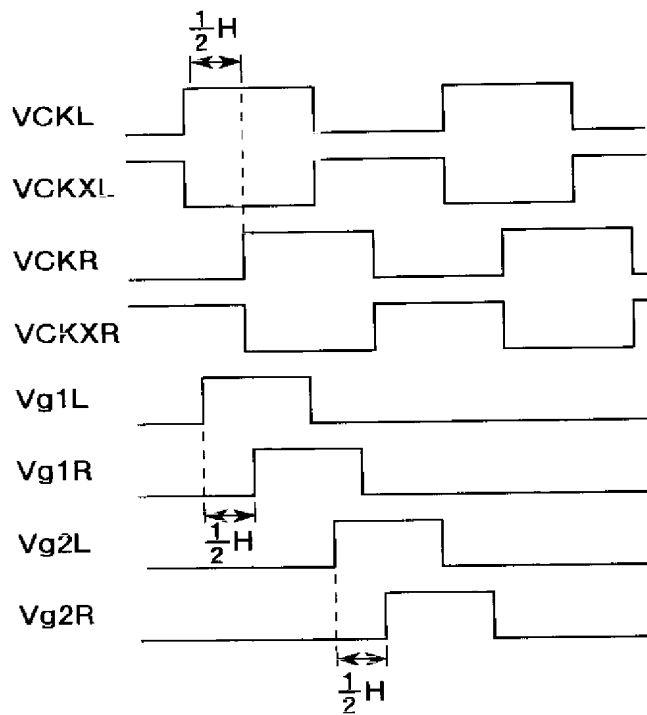 1/2 H
VCKL
VCKXL
VCKR
VCKXR
Vg1L
Vg1R
1/2 H
Vg2L
Vg2R
1/2 H